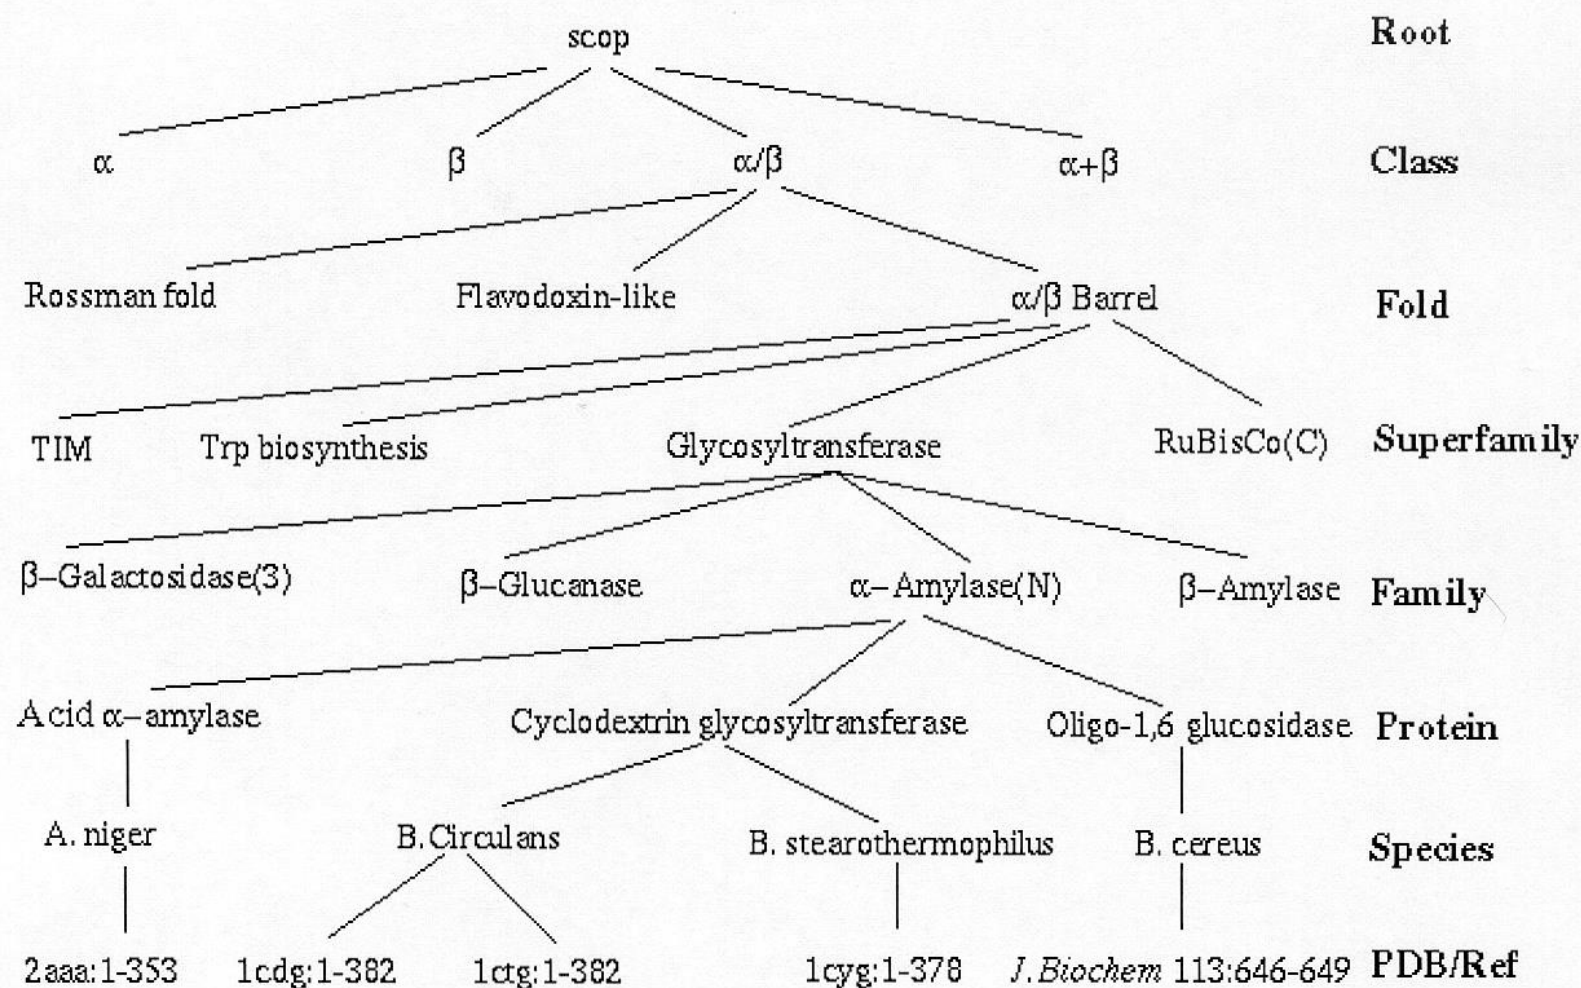 scop Root
α β α/β α+β Class
Rossman fold Flavodoxin-like α/β Barrel Fold
TIM Trp biosynthesis Glycosyltransferase RuBisCo(C) Superfamily
β-Galactosidase(3) β-Glucanase α-Amylase(N) β-Amylase Family
Acid α-amylase Cyclodextrin glycosyltransferase Oligo-1,6 glucosidase Protein
A. niger B. Circulans B. stearothermophilus B. cereus Species
2aaa:1-353 1cdg:1-382 1ctg:1-382 1cyg:1-378 J.Biochem 113:646-649 PDB/Ref